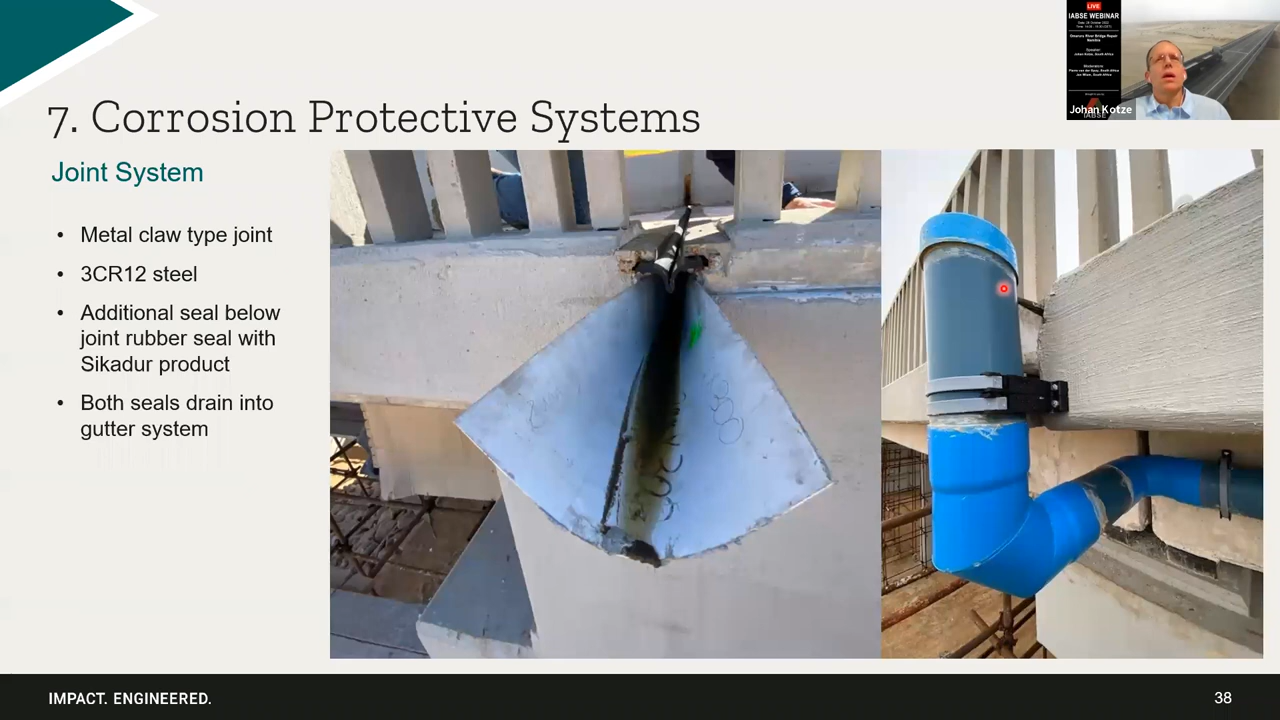 LIVE
IABSE WEBINAR
Johan Kotze
7. Corrosion Protective Systems
Joint System
• Metal claw type joint
• 3CR12 steel
• Additional seal below
joint rubber seal with
Sikadur product
• Both seals drain into
gutter system
IMPACT. ENGINEERED.
38